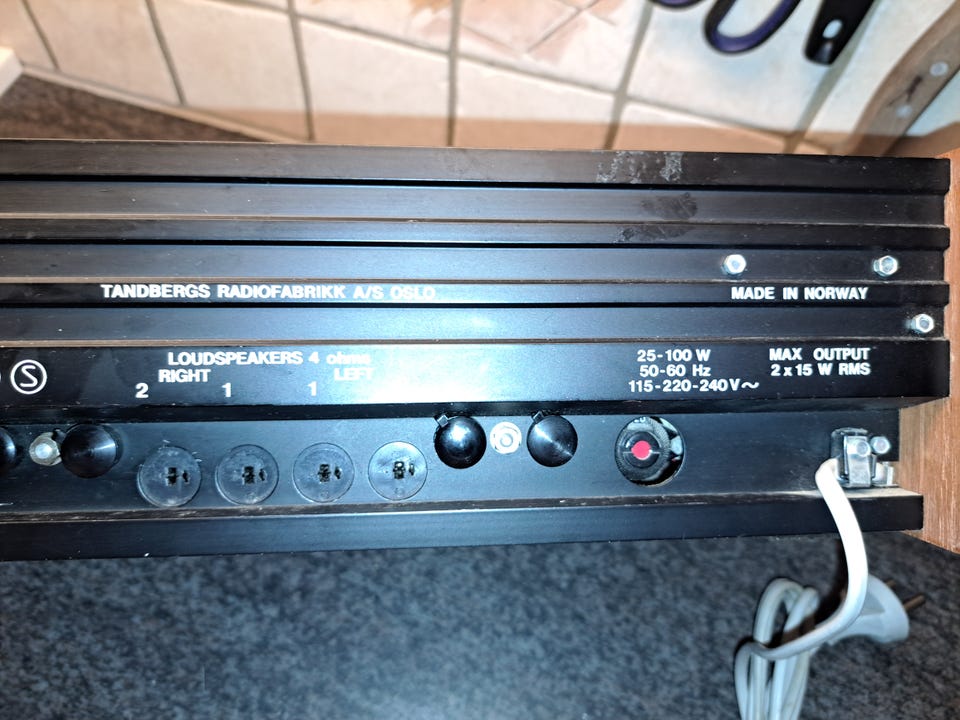 TANDBERGS RADIOFABRIKK A/S OSLO
MADE IN NORWAY
S
LOUDSPEAKERS 4 ohms
RIGHT LEFT
2 1 1
25-100 W
50-60 Hz
115-220-240V~
MAX OUTPUT
2 x 15 W RMS